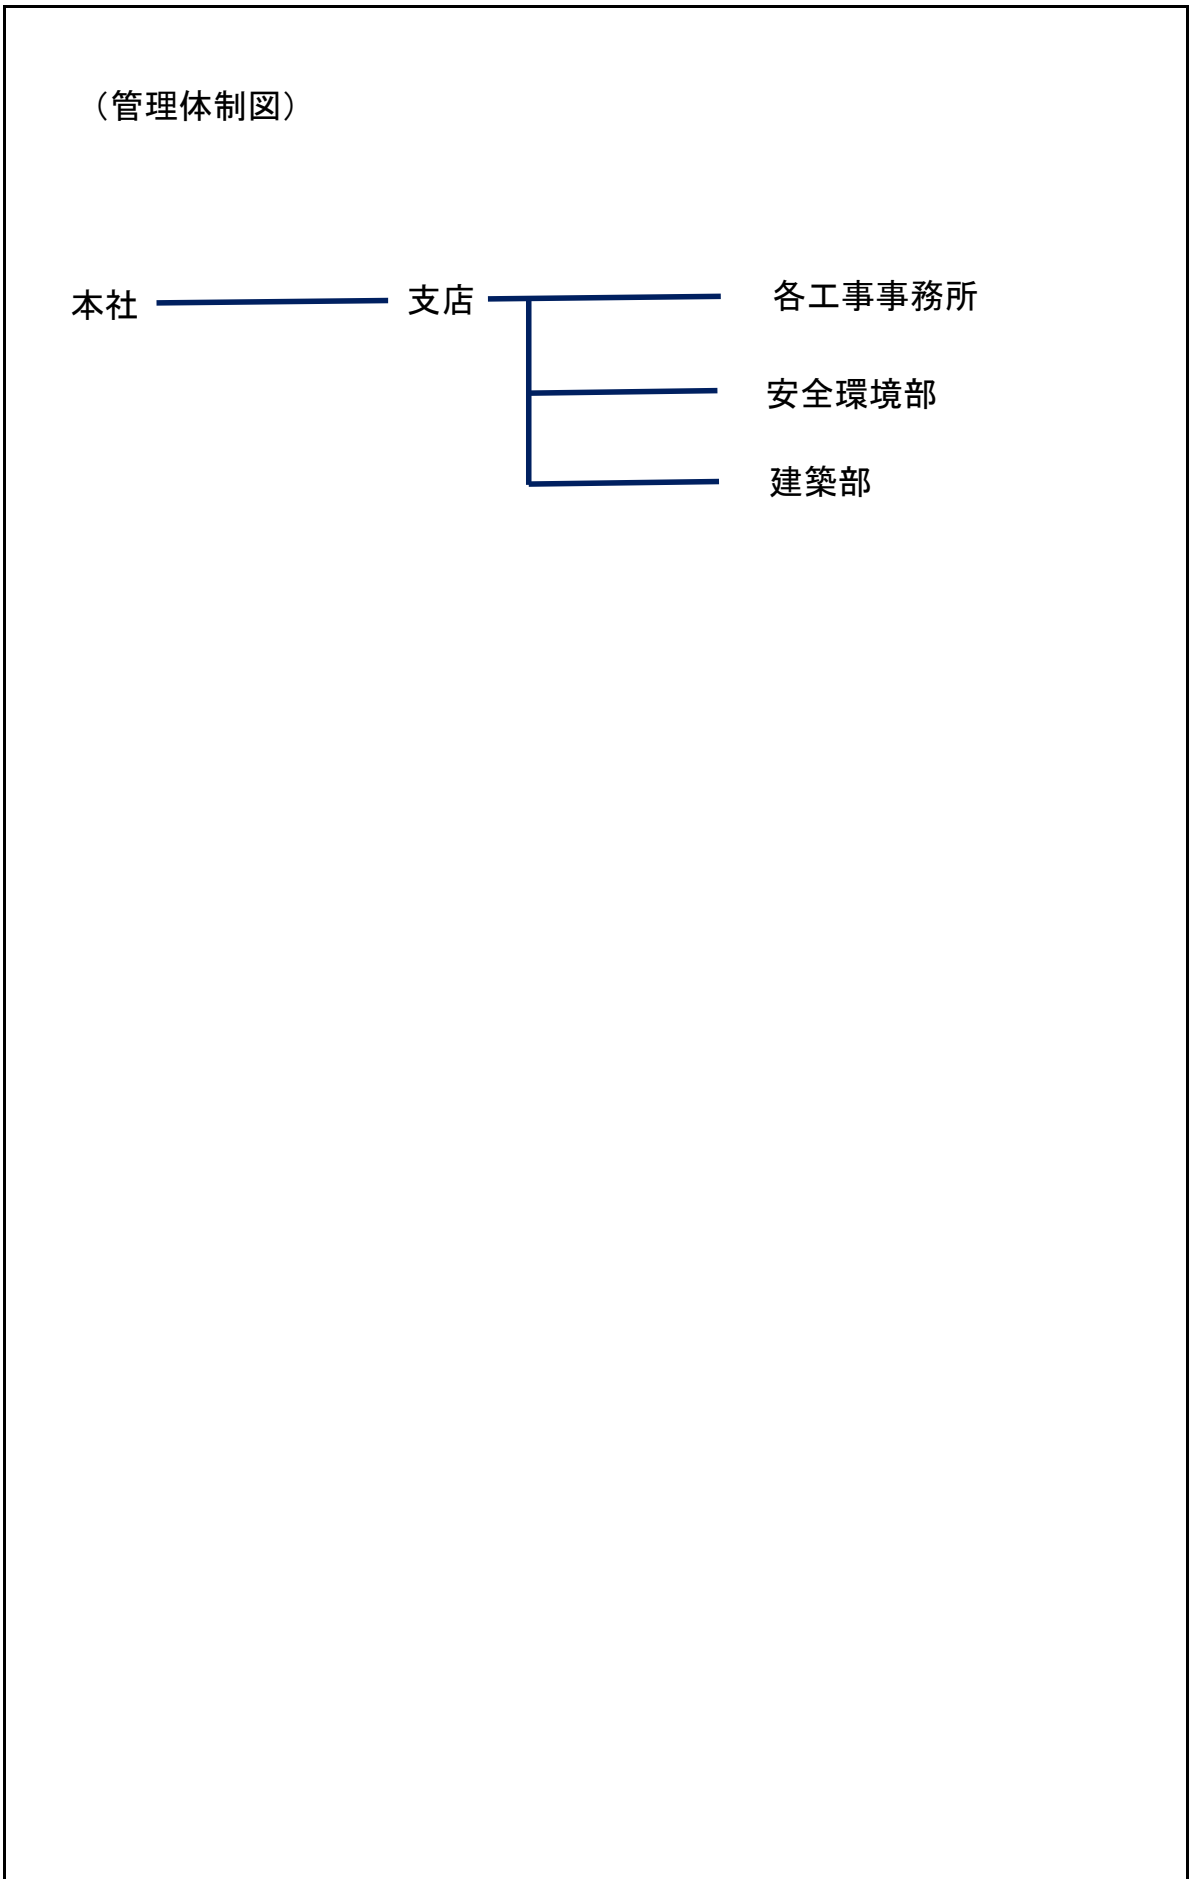 （管理体制図）
本社
支店
各工事事務所
安全環境部
建築部